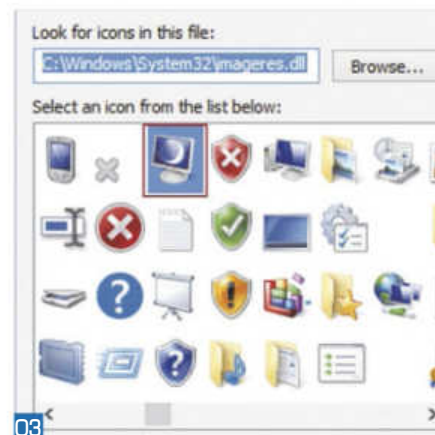 Look for icons in this file:
C:\Windows\System32\imageres.dll
Browse...
Select an icon from the list below:
03